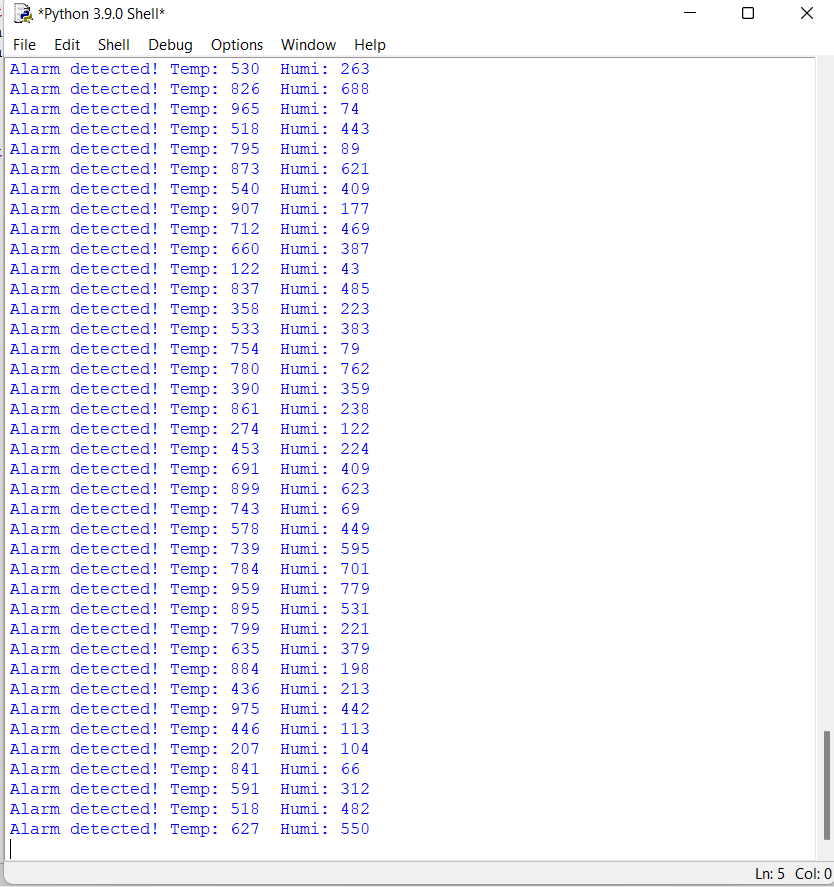 *Python 3.9.0 Shell*
File Edit Shell Debug Options Window Help
Alarm detected! Temp: 530  Humi: 263
Alarm detected! Temp: 826  Humi: 688
Alarm detected! Temp: 965  Humi: 74
Alarm detected! Temp: 518  Humi: 443
Alarm detected! Temp: 795  Humi: 89
Alarm detected! Temp: 873  Humi: 621
Alarm detected! Temp: 540  Humi: 409
Alarm detected! Temp: 907  Humi: 177
Alarm detected! Temp: 712  Humi: 469
Alarm detected! Temp: 660  Humi: 387
Alarm detected! Temp: 122  Humi: 43
Alarm detected! Temp: 837  Humi: 485
Alarm detected! Temp: 358  Humi: 223
Alarm detected! Temp: 533  Humi: 383
Alarm detected! Temp: 754  Humi: 79
Alarm detected! Temp: 780  Humi: 762
Alarm detected! Temp: 390  Humi: 359
Alarm detected! Temp: 861  Humi: 238
Alarm detected! Temp: 274  Humi: 122
Alarm detected! Temp: 453  Humi: 224
Alarm detected! Temp: 691  Humi: 409
Alarm detected! Temp: 899  Humi: 623
Alarm detected! Temp: 743  Humi: 69
Alarm detected! Temp: 578  Humi: 449
Alarm detected! Temp: 739  Humi: 595
Alarm detected! Temp: 784  Humi: 701
Alarm detected! Temp: 959  Humi: 779
Alarm detected! Temp: 895  Humi: 531
Alarm detected! Temp: 799  Humi: 221
Alarm detected! Temp: 635  Humi: 379
Alarm detected! Temp: 884  Humi: 198
Alarm detected! Temp: 436  Humi: 213
Alarm detected! Temp: 975  Humi: 442
Alarm detected! Temp: 446  Humi: 113
Alarm detected! Temp: 207  Humi: 104
Alarm detected! Temp: 841  Humi: 66
Alarm detected! Temp: 591  Humi: 312
Alarm detected! Temp: 518  Humi: 482
Alarm detected! Temp: 627  Humi: 550
Ln: 5 Col: 0